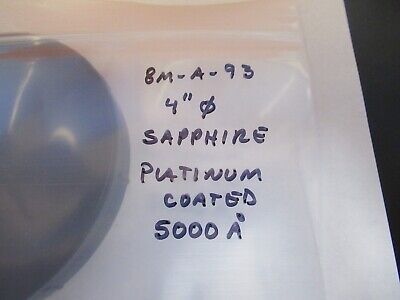 8M-A-93
4" ⌀
SAPPHIRE
PLATINUM
COATED
5000 Å